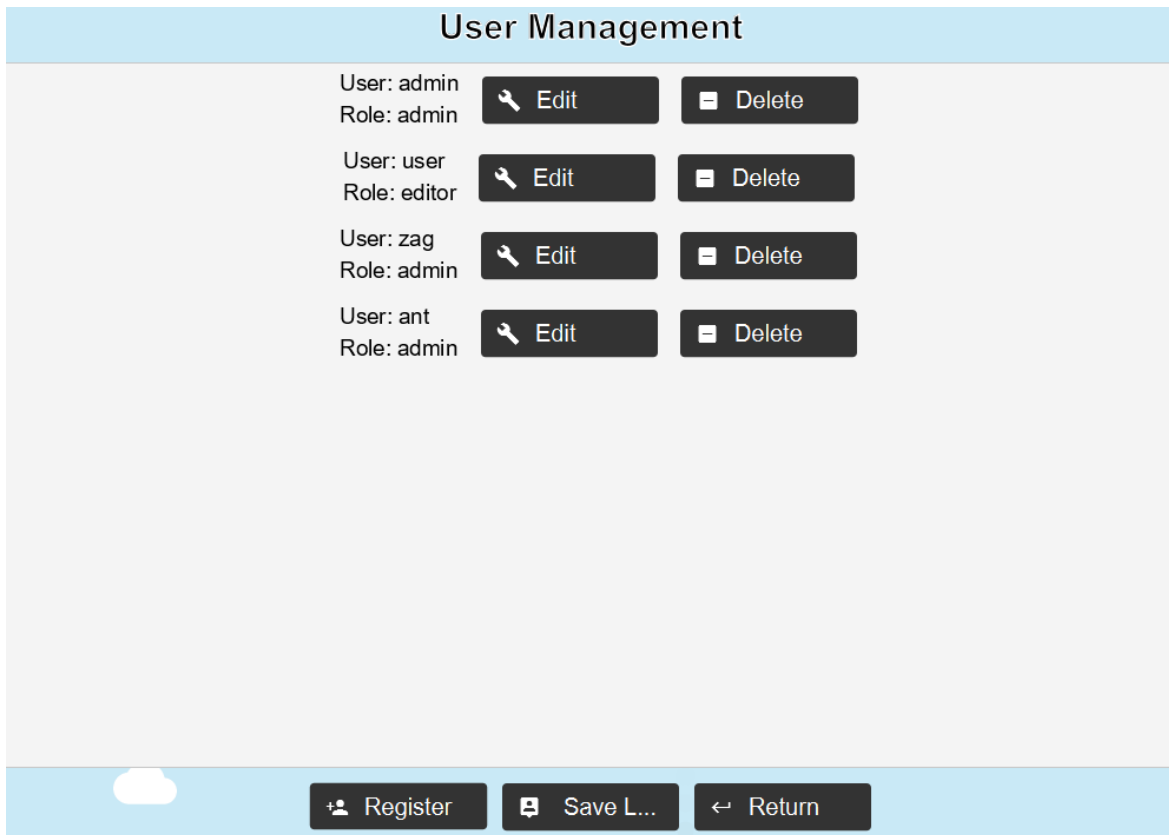 User Management
User: admin
Role: admin
Edit
Delete
User: user
Role: editor
Edit
Delete
User: zag
Role: admin
Edit
Delete
User: ant
Role: admin
Edit
Delete
Register
Save L...
Return